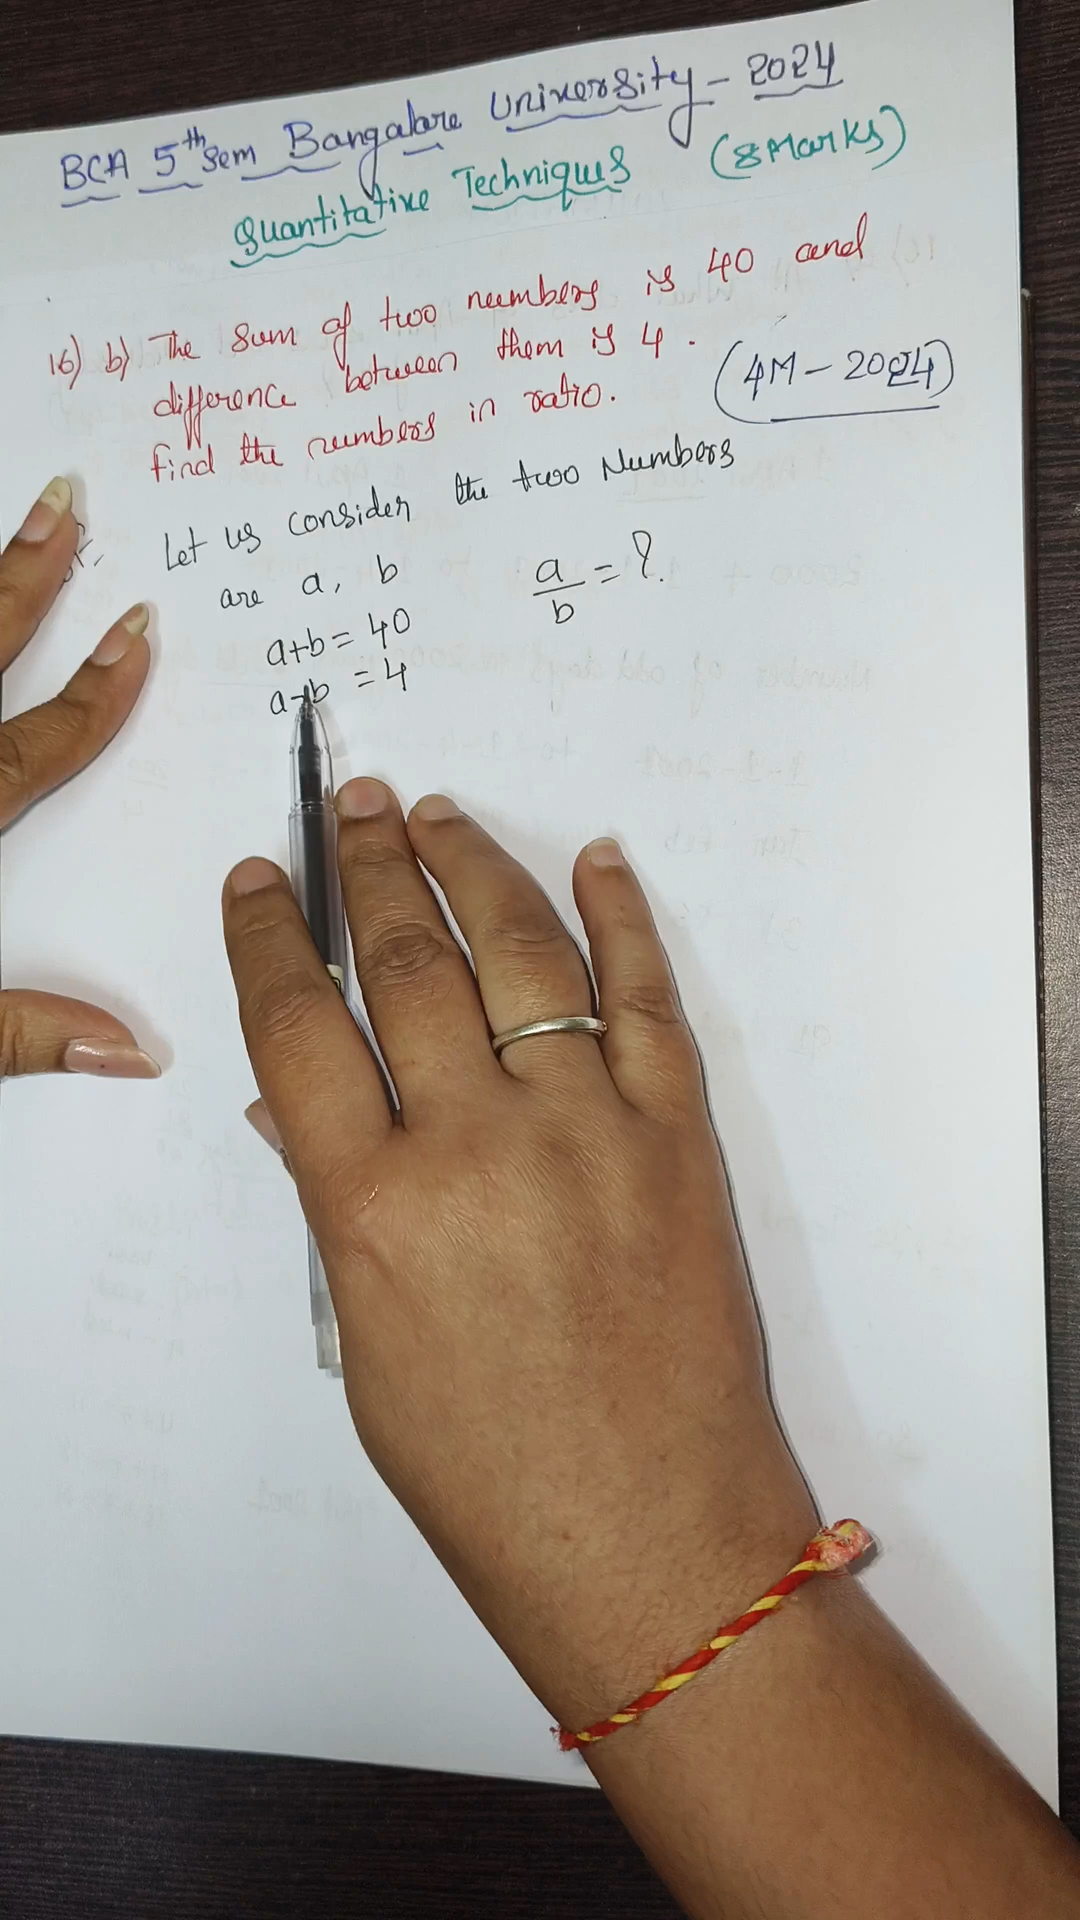 BCA 5th Sem Bangalore University - 2024
Quantitative Techniques (8 Marks)
16) b) The Sum of two numbers is 40 and
difference between them is 4.
(4M - 2024)
find the numbers in ratio.
Let us consider the two Numbers
are a, b
a/b = ?
a+b = 40
a-b = 4